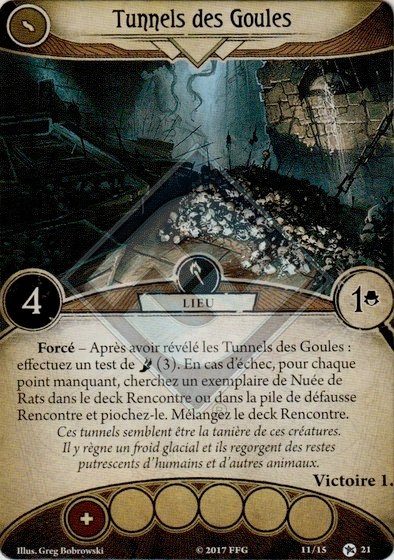 Tunnels des Goules
4
LIEU
1
Forcé – Après avoir révélé les Tunnels des Goules :
effectuez un test de (3). En cas d'échec, pour chaque
point manquant, cherchez un exemplaire de Nuée de
Rats dans le deck Rencontre ou dans la pile de défausse
Rencontre et piochez-le. Mélangez le deck Rencontre.
Ces tunnels semblent être la tanière de ces créatures.
Il y règne un froid glacial et ils regorgent des restes
putrescents d'humains et d'autres animaux.
Victoire 1.
Illus. Greg Bobrowski © 2017 FFG 11/15 21